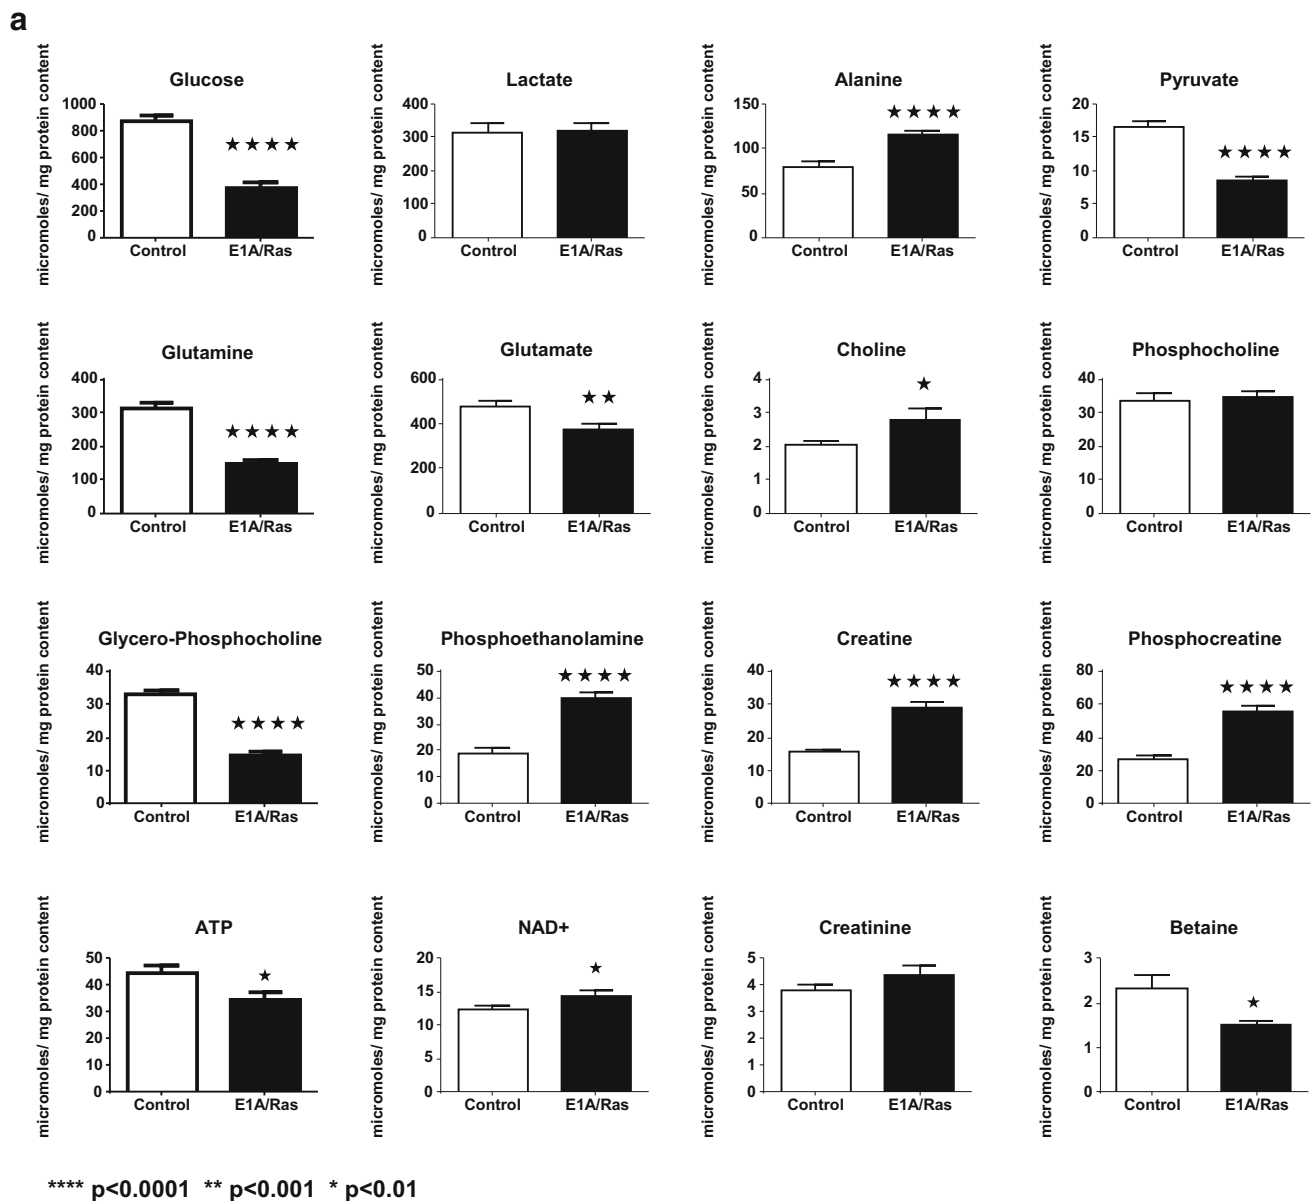 a
Glucose
micromoles/ mg protein content
1000
800
600
400
200
0
★★★★
Control E1A/Ras
Lactate
micromoles/ mg protein content
400
300
200
100
0
Control E1A/Ras
Alanine
micromoles/ mg protein content
150
100
50
0
★★★★
Control E1A/Ras
Pyruvate
micromoles/ mg protein content
20
15
10
5
0
★★★★
Control E1A/Ras
Glutamine
micromoles/ mg protein content
400
300
200
100
0
★★★★
Control E1A/Ras
Glutamate
micromoles/ mg protein content
600
400
200
0
★★
Control E1A/Ras
Choline
micromoles/ mg protein content
4
3
2
1
0
★
Control E1A/Ras
Phosphocholine
micromoles/ mg protein content
40
30
20
10
0
Control E1A/Ras
Glycero-Phosphocholine
micromoles/ mg protein content
40
30
20
10
0
★★★★
Control E1A/Ras
Phosphoethanolamine
micromoles/ mg protein content
50
40
30
20
10
0
★★★★
Control E1A/Ras
Creatine
micromoles/ mg protein content
40
30
20
10
0
★★★★
Control E1A/Ras
Phosphocreatine
micromoles/ mg protein content
80
60
40
20
0
★★★★
Control E1A/Ras
ATP
micromoles/ mg protein content
50
40
30
20
10
0
★
Control E1A/Ras
NAD+
micromoles/ mg protein content
20
15
10
5
0
★
Control E1A/Ras
Creatinine
micromoles/ mg protein content
5
4
3
2
1
0
Control E1A/Ras
Betaine
micromoles/ mg protein content
3
2
1
0
★
Control E1A/Ras
**** p<0.0001 ** p<0.001 * p<0.01